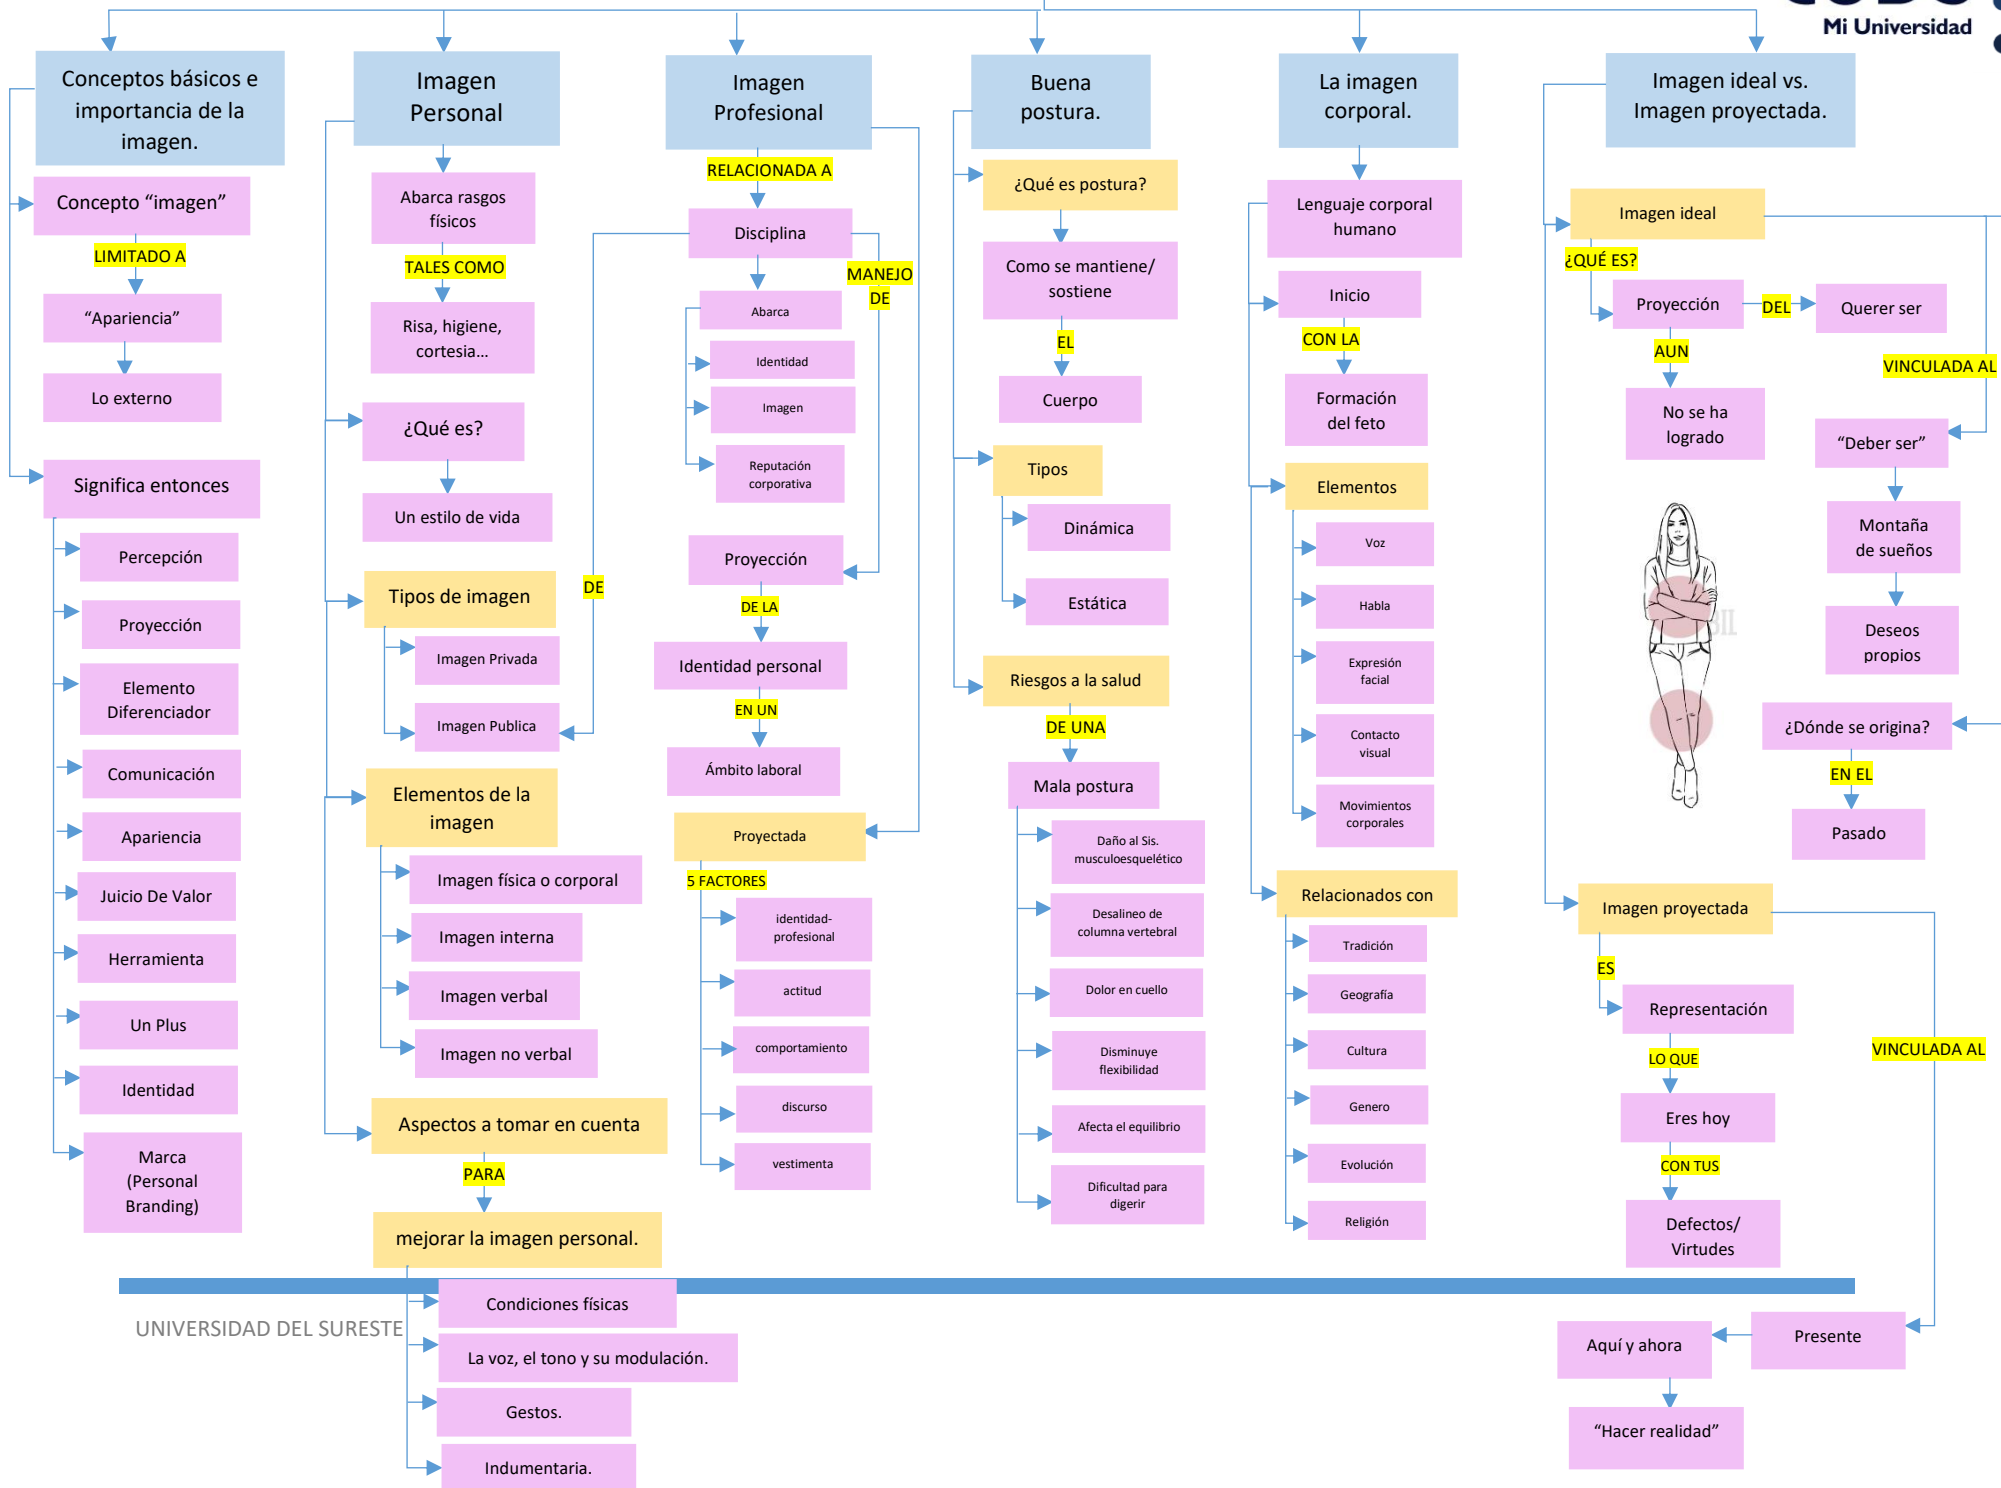 Mi Universidad
Conceptos básicos e
importancia de la
imagen.
Concepto “imagen”
LIMITADO A
“Apariencia”
Lo externo
Significa entonces
Percepción
Proyección
Elemento
Diferenciador
Comunicación
Apariencia
Juicio De Valor
Herramienta
Un Plus
Identidad
Marca
(Personal
Branding)
Imagen
Personal
Abarca rasgos
físicos
TALES COMO
Risa, higiene,
cortesia...
¿Qué es?
Un estilo de vida
Tipos de imagen
Imagen Privada
Imagen Publica
Elementos de la
imagen
Imagen física o corporal
Imagen interna
Imagen verbal
Imagen no verbal
Aspectos a tomar en cuenta
PARA
mejorar la imagen personal.
Condiciones físicas
La voz, el tono y su modulación.
Gestos.
Indumentaria.
Imagen
Profesional
RELACIONADA A
Disciplina
DE
MANEJO
DE
Abarca
Identidad
Imagen
Reputación
corporativa
Proyección
DE LA
Identidad personal
EN UN
Ámbito laboral
Proyectada
5 FACTORES
identidad-
profesional
actitud
comportamiento
discurso
vestimenta
Buena
postura.
¿Qué es postura?
Como se mantiene/
sostiene
EL
Cuerpo
Tipos
Dinámica
Estática
Riesgos a la salud
DE UNA
Mala postura
Daño al Sis.
musculoesquelético
Desalineo de
columna vertebral
Dolor en cuello
Disminuye
flexibilidad
Afecta el equilibrio
Dificultad para
digerir
La imagen
corporal.
Lenguaje corporal
humano
Inicio
CON LA
Formación
del feto
Elementos
Voz
Habla
Expresión
facial
Contacto
visual
Movimientos
corporales
Relacionados con
Tradición
Geografía
Cultura
Genero
Evolución
Religión
Imagen ideal vs.
Imagen proyectada.
Imagen ideal
¿QUÉ ES?
Proyección
DEL
Querer ser
AUN
No se ha
logrado
VINCULADA AL
“Deber ser”
Montaña
de sueños
Deseos
propios
¿Dónde se origina?
EN EL
Pasado
Imagen proyectada
ES
Representación
LO QUE
Eres hoy
CON TUS
Defectos/
Virtudes
VINCULADA AL
Presente
Aquí y ahora
“Hacer realidad”
UNIVERSIDAD DEL SURESTE